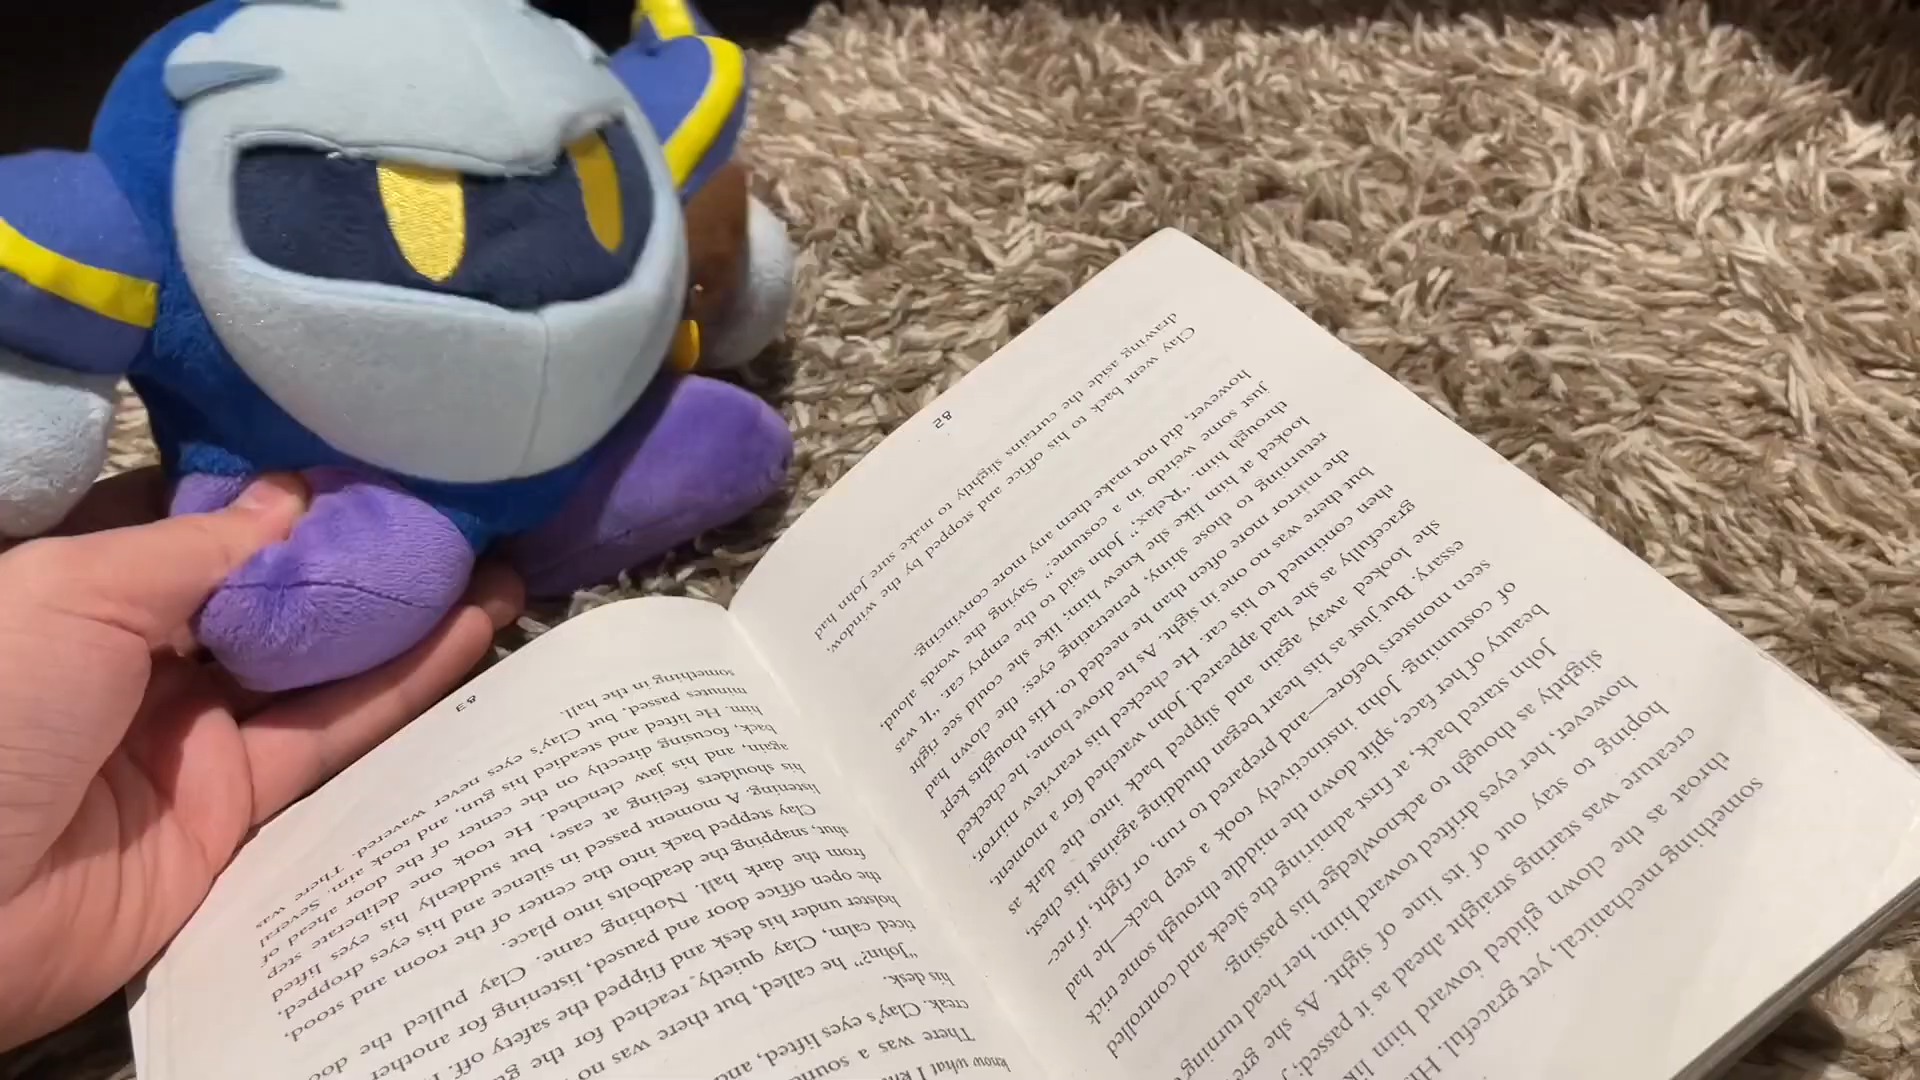 something mechanical, yet graceful.
throat as the clown glided toward him
creature was staring straight ahead as it passed;
hoping to stay out of its line of sight. As she
however, her eyes drifted toward him, her head turning
slightly as though to acknowledge his passing.
John stared back, at first admiring the sleek and controlled
beauty of her face, split down the middle through some trick
of costuming. John instinctively took a step back—he had
seen monsters before—and prepared to run, or fight, if nec-
essary. But just as his heart began thudding against his chest,
she looked away again and slipped back into the dark as
gracefully as she had appeared. John watched for a moment,
then continued to his car. He checked his rearview mirror,
but there was no one in sight. As he drove home, he checked
the mirror more often than he needed to. His thoughts kept
returning to those shiny, penetrating eyes: the clown had
looked at him like she knew him; like she could see right
through him. “Relax,” John said to the empty car. “It was
just some weirdo in a costume.” Saying the words aloud,
however, did not make them any more convincing.
Clay went back to his office and stopped by the window,
drawing aside the curtains slightly to make sure John had
82
know what I
There was a
creak. Clay’s eyes lifted, and
his desk.
“John?” he called, but there was no
ticed calm, Clay quietly reached for the
holster under his desk and flipped the safety off.
the open office door and paused, listening for another
from the dark hall. Nothing came. Clay pulled the
shut, snapping the deadbolts into place.
Clay stepped back into the center of the room and stood,
listening. A moment passed in silence and his eyes dropped,
his shoulders feeling at ease, but suddenly his eyes lifted
again, and his jaw clenched. He took one deliberate step
back, focusing directly on the center of the door ahead of
him. He lifted and steadied his gun, and took aim. Several
minutes passed, but Clay’s eyes never wavered. There was
something in the hall.
83